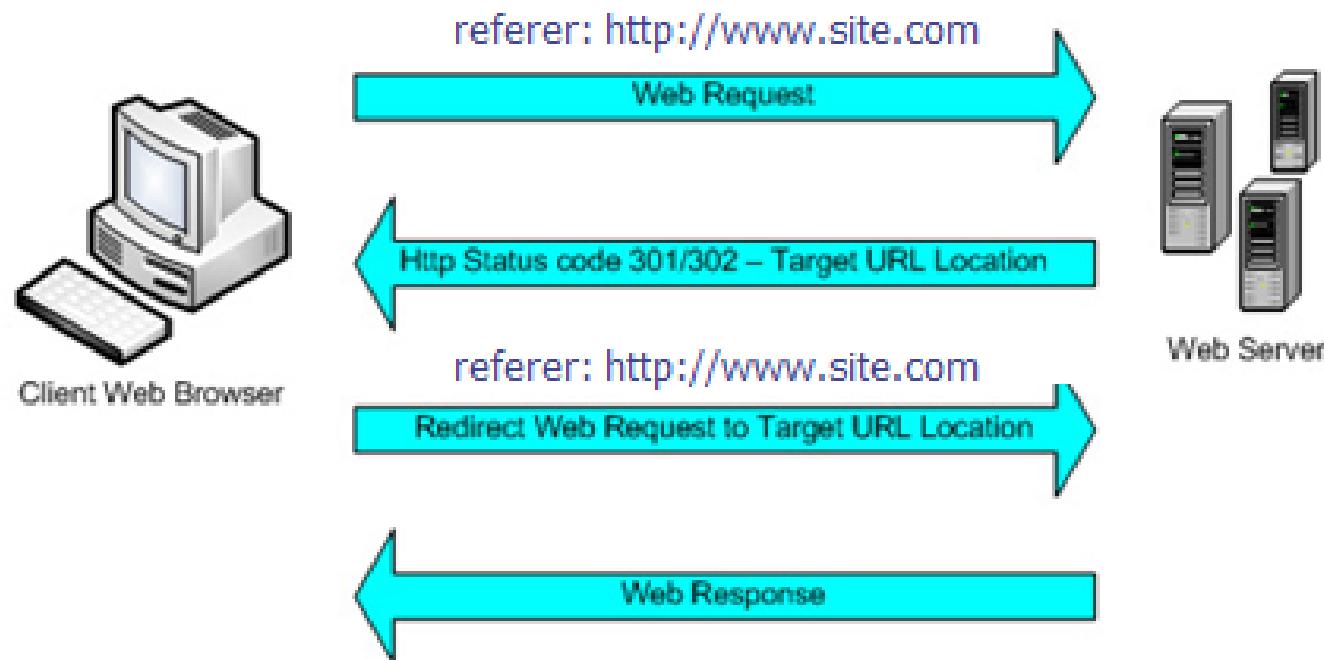 referer: http://www.site.com
Web Request
Http Status code 301/302 – Target URL Location
Web Server
referer: http://www.site.com
Client Web Browser
Redirect Web Request to Target URL Location
Web Response